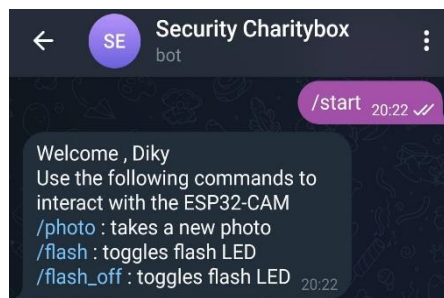 SE
Security Charitybox
bot
/start 20:22
Welcome , Diky
Use the following commands to
interact with the ESP32-CAM
/photo : takes a new photo
/flash : toggles flash LED
/flash_off : toggles flash LED 20:22